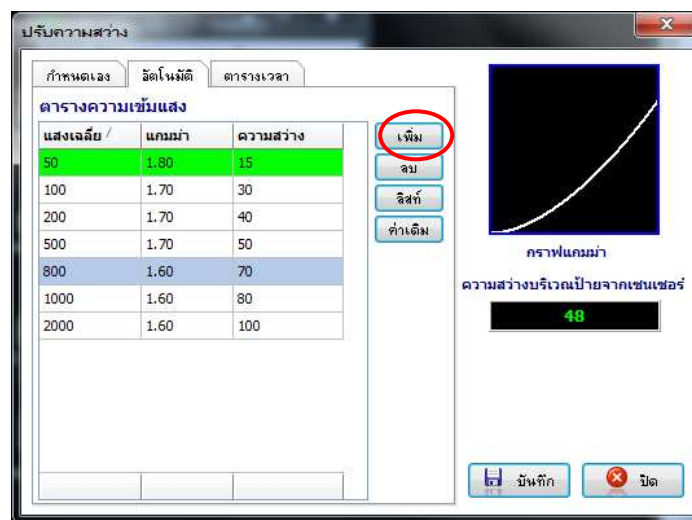 ปรับความสว่าง
กำหนดเอง อัตโนมัติ ตารางเวลา
ตารางความเข้มแสง
แสงเฉลี่ย แกมม่า ความสว่าง
50 1.80 15
100 1.70 30
200 1.70 40
500 1.70 50
800 1.60 70
1000 1.60 80
2000 1.60 100
เพิ่ม
ลบ
ลิสท์
ค่าเดิม
กราฟแกมม่า
ความสว่างบริเวณป้ายจากเซนเซอร์
48
บันทึก ปิด